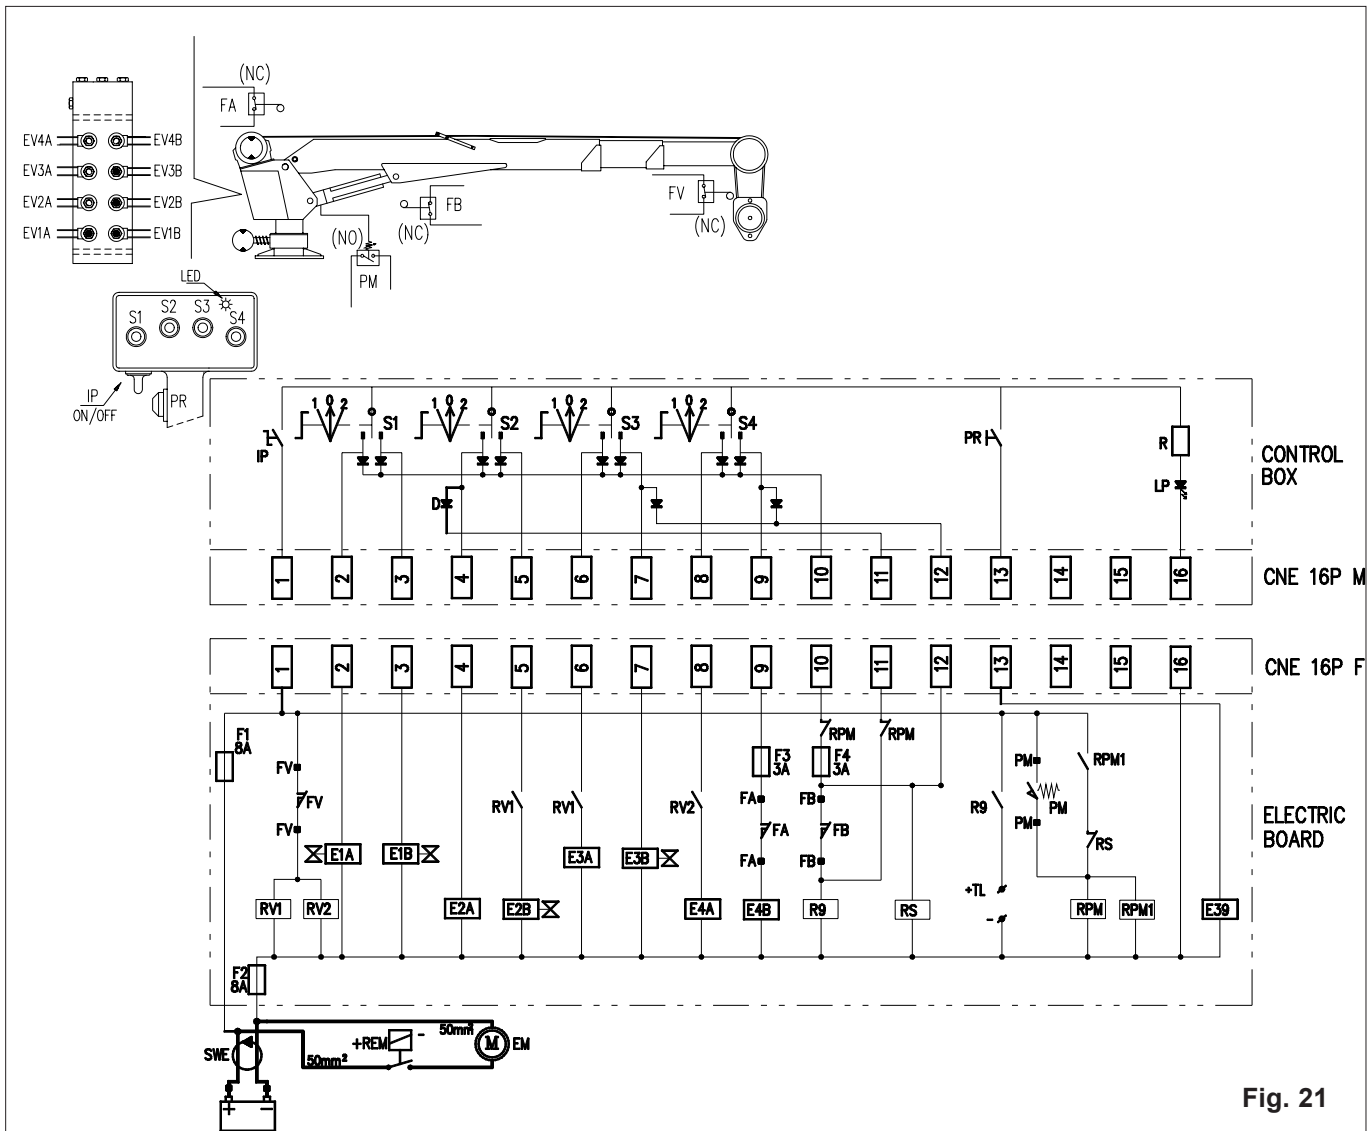 (NC)
FA
EV4A EV4B
EV3A EV3B
EV2A EV2B
EV1A EV1B
FB
(NC)
FV
(NC)
(NO)
PM
LED
S1 S2 S3 S4
IP
ON/OFF
PR
1 0 2 S1
1 0 2 S2
1 0 2 S3
1 0 2 S4
IP
PR
R
LP
D
CONTROL
BOX
1 2 3 4 5 6 7 8 9 10 11 12 13 14 15 16
CNE 16P M
1 2 3 4 5 6 7 8 9 10 11 12 13 14 15 16
CNE 16P F
F1
8A
RPM RPM
F3
3A
F4
3A
FV
FV
FV
RPM1
PM
PM
PM
RV1 RV1 RV2
FA
FA
FA
FB
FB
FB
R9
RS
ELECTRIC
BOARD
E1A E1B E3A E3B
+TL
-
RV1 RV2 E2A E2B E4A E4B R9 RS RPM RPM1 E39
F2
8A
SWE
+REM -
50mm²
50mm²
M EM
+ -
Fig. 21